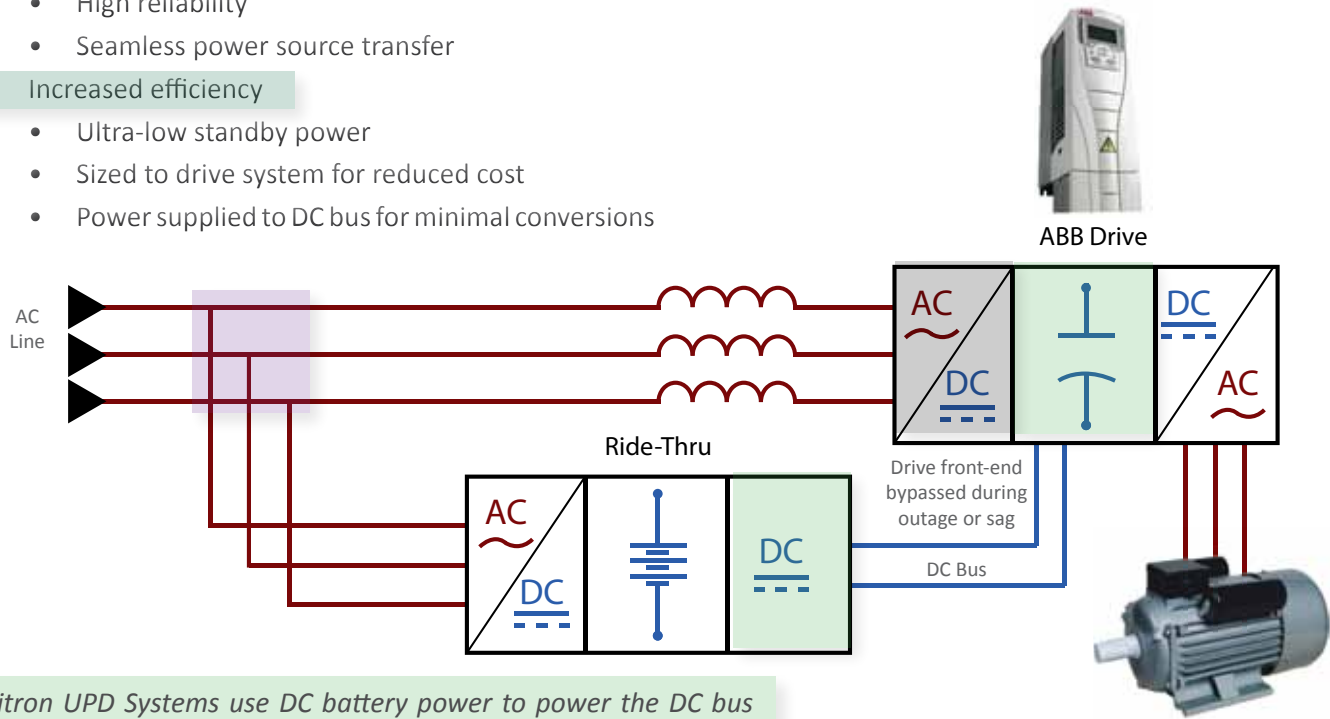 High reliability
• Seamless power source transfer
Increased efficiency
• Ultra-low standby power
• Sized to drive system for reduced cost
• Power supplied to DC bus for minimal conversions
ABB
ABB Drive
AC
Line
AC
DC
DC
AC
Ride-Thru
Drive front-end
bypassed during
outage or sag
AC
DC
DC
DC Bus
itron UPD Systems use DC battery power to power the DC bus